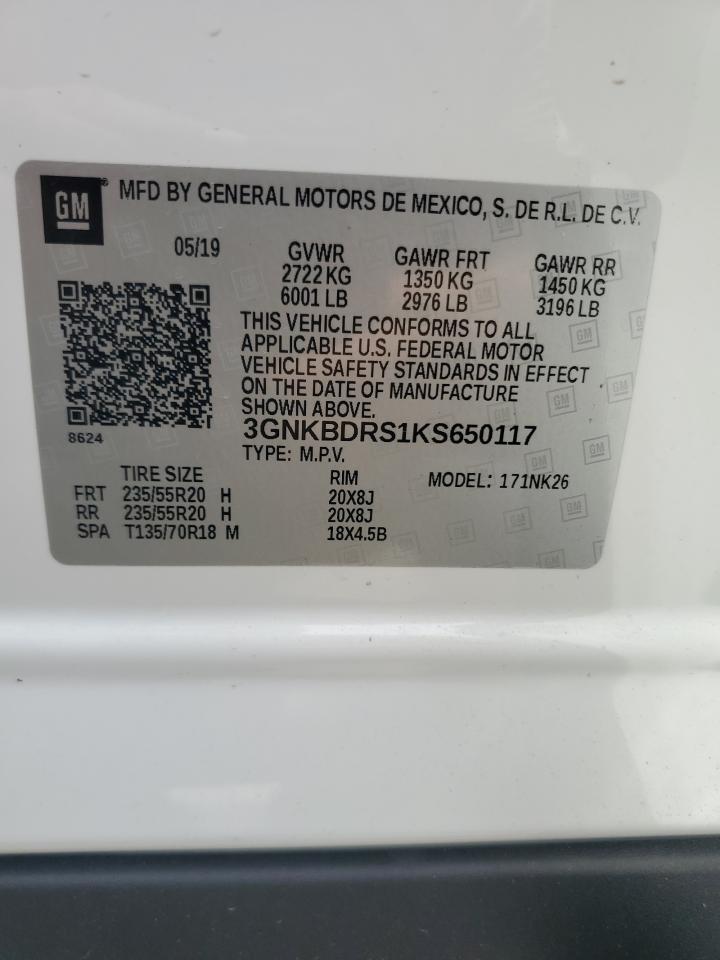 GM ® MFD BY GENERAL MOTORS DE MEXICO, S. DE R.L. DE C.V.
05/19 GVWR GAWR FRT GAWR RR
2722 KG 1350 KG 1450 KG
6001 LB 2976 LB 3196 LB
THIS VEHICLE CONFORMS TO ALL
APPLICABLE U.S. FEDERAL MOTOR
VEHICLE SAFETY STANDARDS IN EFFECT
ON THE DATE OF MANUFACTURE
SHOWN ABOVE.
8624 3GNKBDRS1KS650117
TYPE: M.P.V.
TIRE SIZE RIM MODEL: 171NK26
FRT 235/55R20 H 20X8J
RR 235/55R20 H 20X8J
SPA T135/70R18 M 18X4.5B